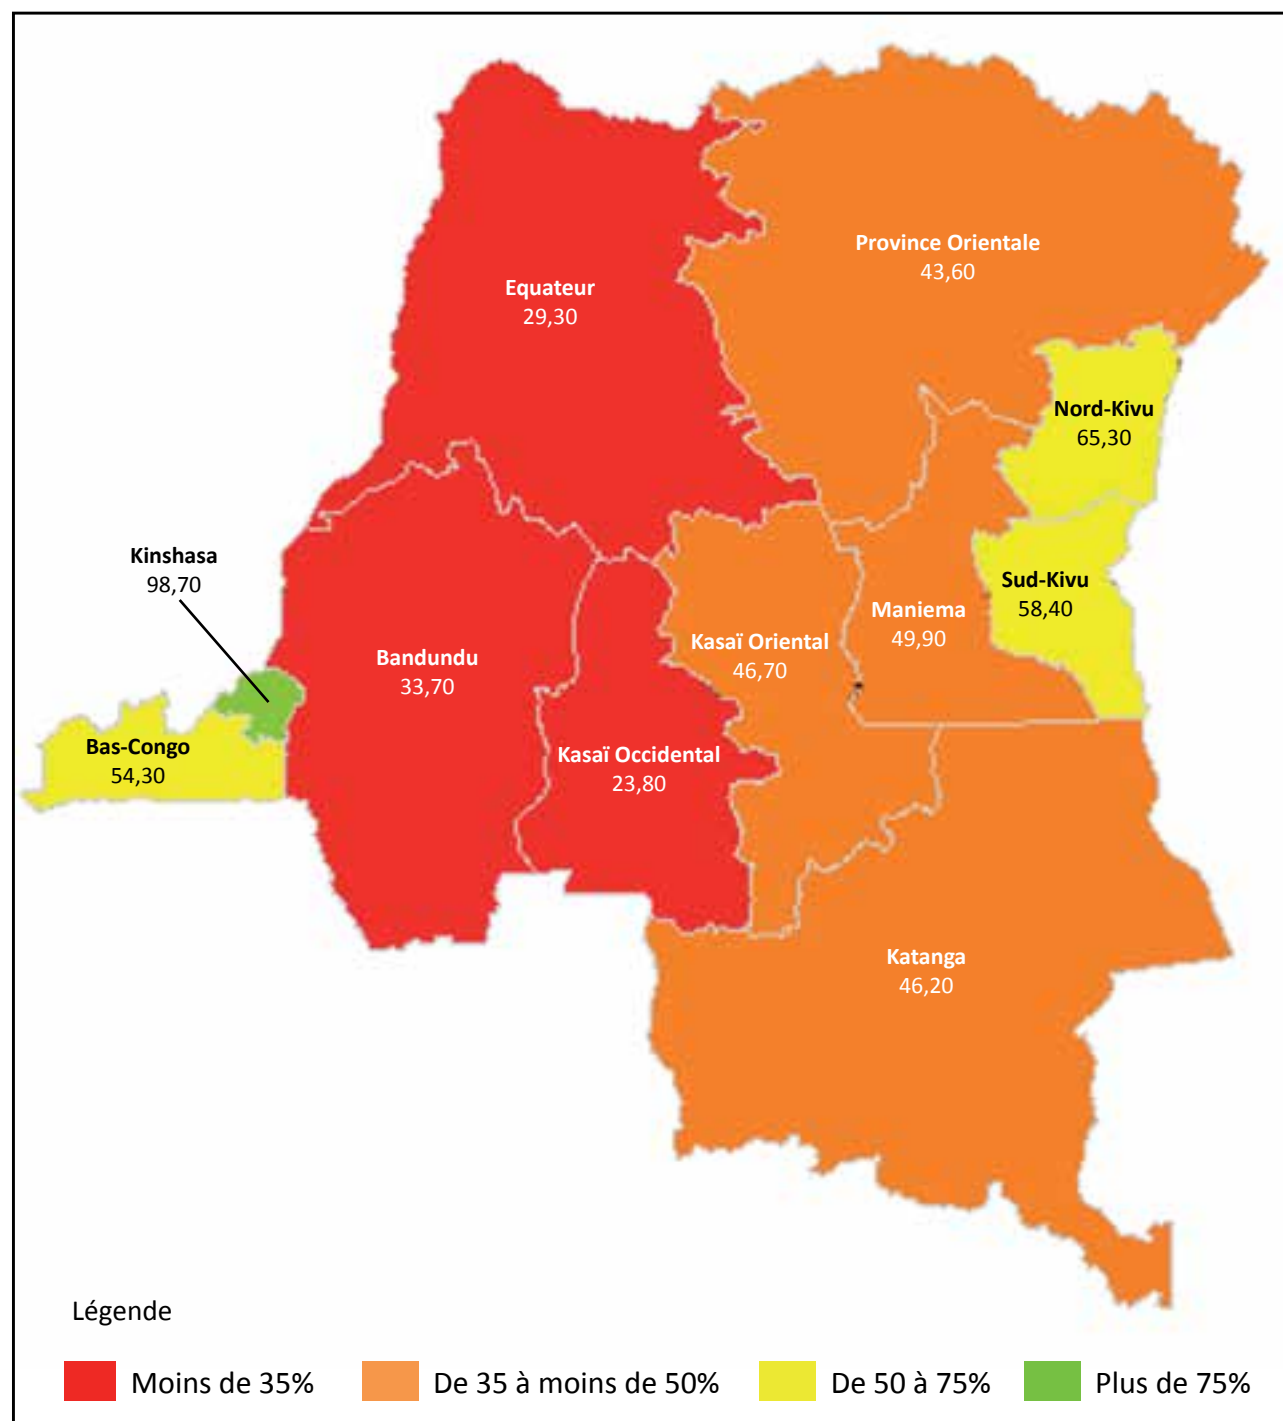 Province Orientale
43,60
Equateur
29,30
Nord-Kivu
65,30
Kinshasa
98,70
Sud-Kivu
58,40
Maniema
49,90
Kasaï Oriental
46,70
Bandundu
33,70
Bas-Congo
54,30
Kasaï Occidental
23,80
Katanga
46,20
Légende
Moins de 35%
De 35 à moins de 50%
De 50 à 75%
Plus de 75%